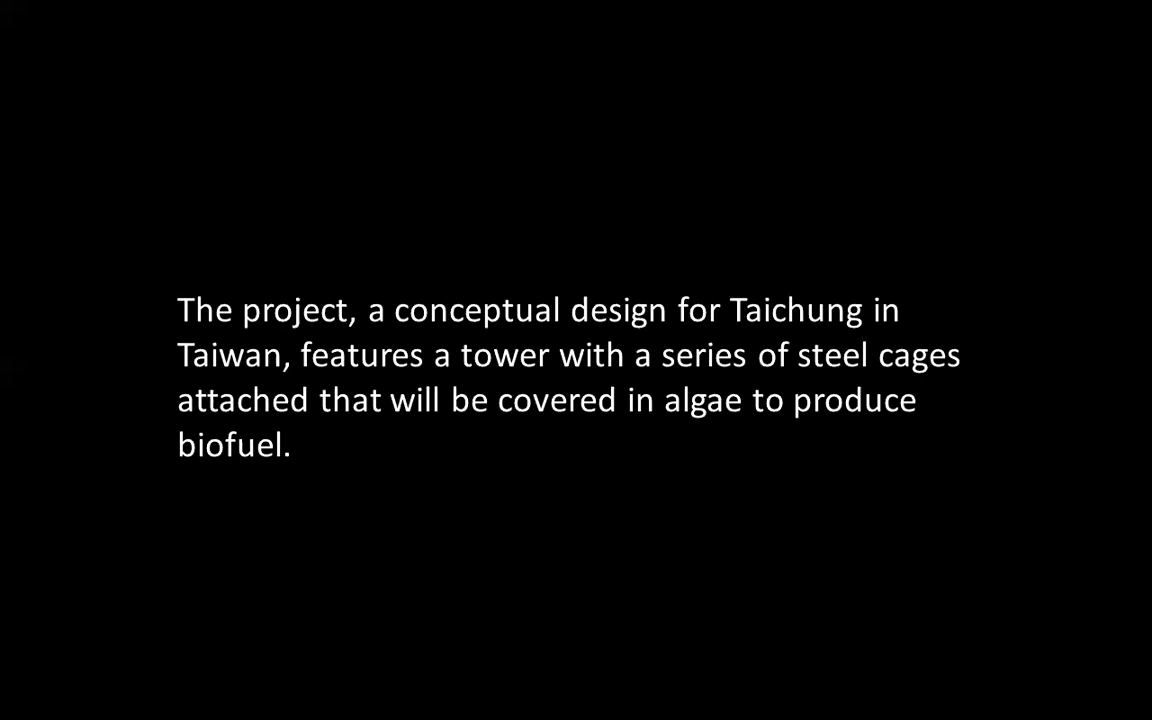 The project, a conceptual design for Taichung in
Taiwan, features a tower with a series of steel cages
attached that will be covered in algae to produce
biofuel.